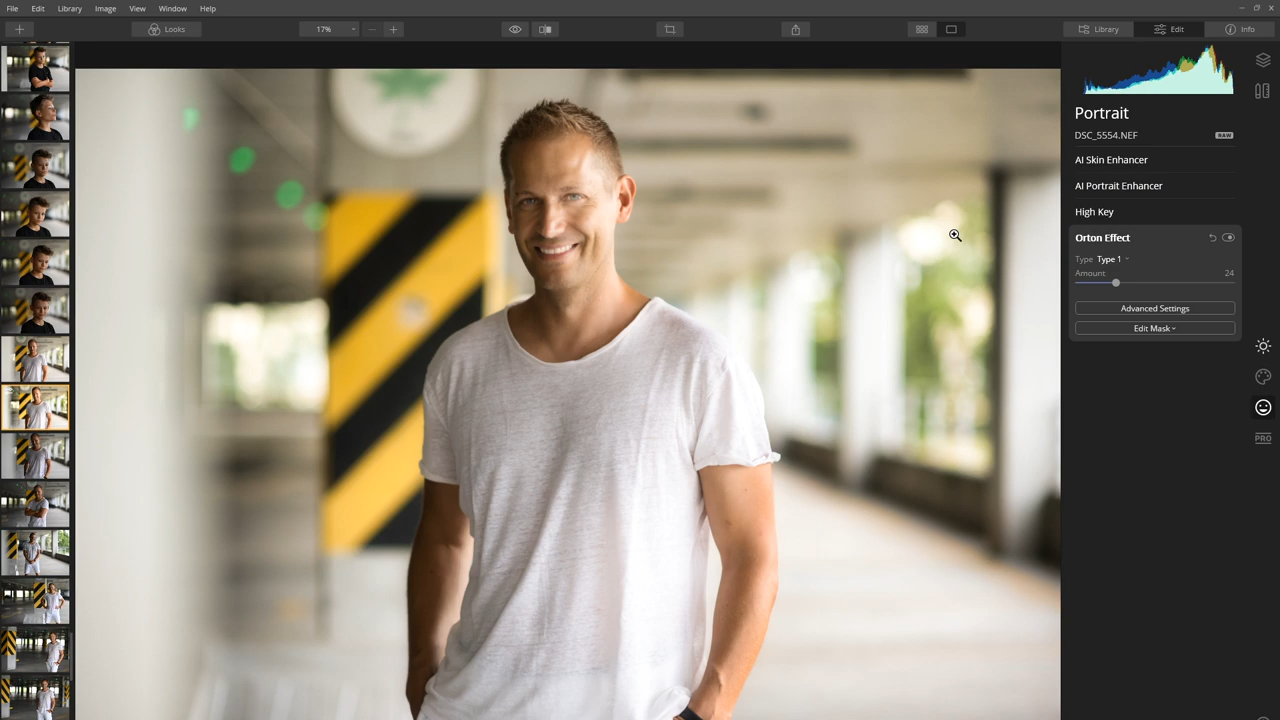 File Edit Library Image View Window Help
Looks 17% Library Edit Info
Portrait
DSC_5554.NEF RAW
AI Skin Enhancer
AI Portrait Enhancer
High Key
Orton Effect
Type Type 1
Amount 24
Advanced Settings
Edit Mask
PRO